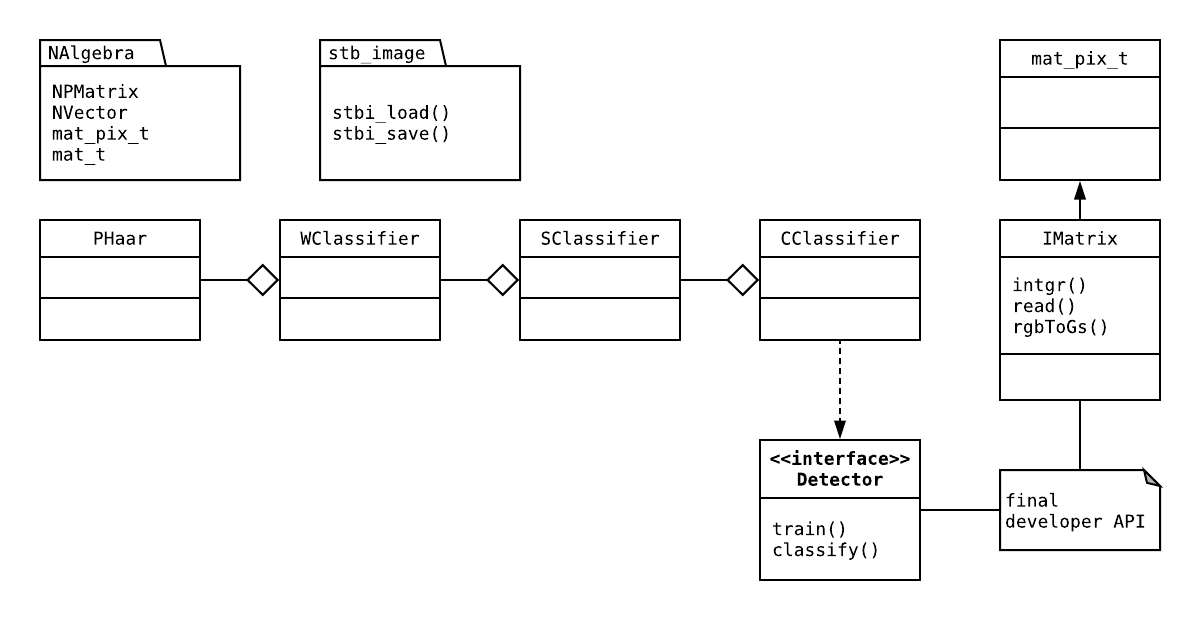 NAlgebra
NPMatrix
NVector
mat_pix_t
mat_t
stb_image
stbi_load()
stbi_save()
mat_pix_t
PHaar
WClassifier
SClassifier
CClassifier
IMatrix
intgr()
read()
rgbToGs()
<<interface>>
Detector
train()
classify()
final
developer API